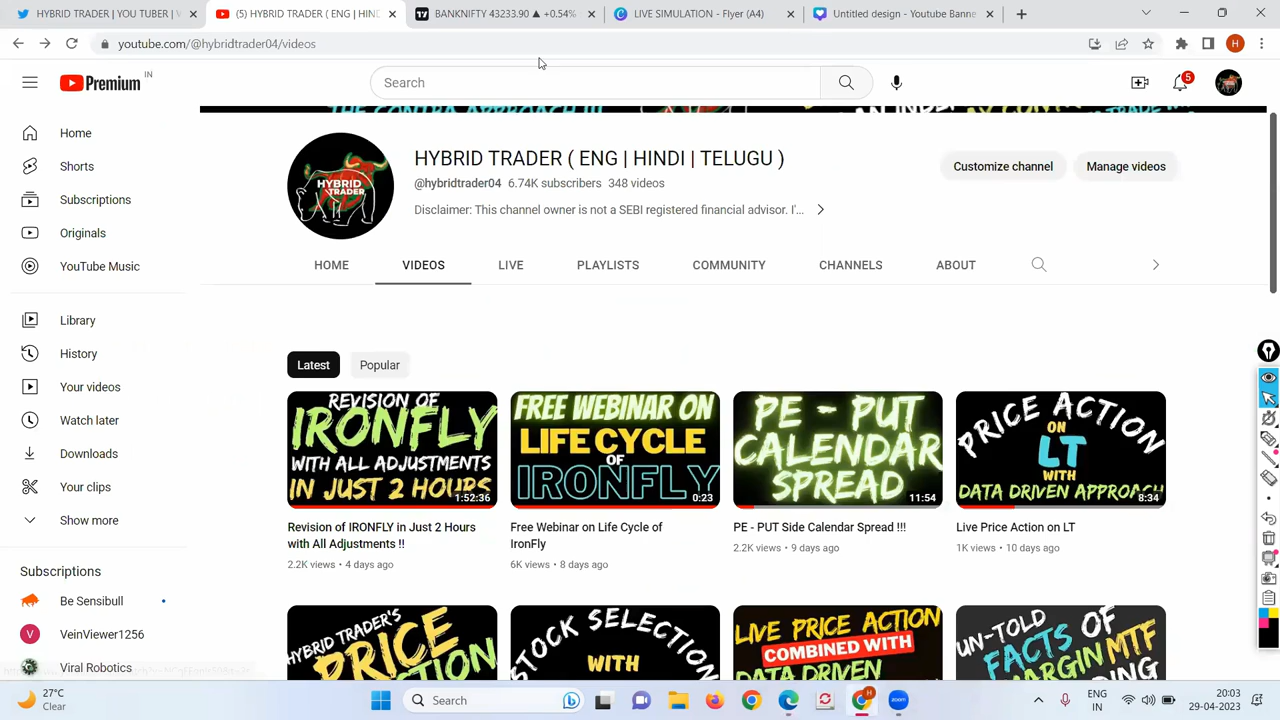 HYBRID TRADER | YOU TUBER | V
(5) HYBRID TRADER ( ENG | HIND
BANKNIFTY 43233.90 ▲ +0.54%
LIVE SIMULATION - Flyer (A4)
Untitled design - Youtube Banne
youtube.com/@hybridtrader04/videos
H
Premium IN
Search
5
THE CONTRA APPROACH !!!
Home
Shorts
Subscriptions
Originals
YouTube Music
Library
History
Your videos
Watch later
Downloads
Your clips
Show more
Subscriptions
Be Sensibull
V VeinViewer1256
Viral Robotics
HYBRID
TRADER
HYBRID TRADER ( ENG | HINDI | TELUGU )
@hybridtrader04 6.74K subscribers 348 videos
Disclaimer: This channel owner is not a SEBI registered financial advisor. I'...
Customize channel
Manage videos
HOME
VIDEOS
LIVE
PLAYLISTS
COMMUNITY
CHANNELS
ABOUT
Latest
Popular
REVISION OF
IRONFLY
WITH ALL ADJUSTMENTS
IN JUST 2 HOURS
1:52:36
Revision of IRONFLY in Just 2 Hours
with All Adjustments !!
2.2K views • 4 days ago
FREE WEBINAR ON
LIFE CYCLE
OF
IRONFLY
0:23
Free Webinar on Life Cycle of
IronFly
6K views • 8 days ago
PE - PUT
CALENDAR
SPREAD
11:54
PE - PUT Side Calendar Spread !!!
2.2K views • 9 days ago
PRICE ACTION
ON
LT
WITH
DATA DRIVEN APPROACH
8:34
Live Price Action on LT
1K views • 10 days ago
HYBRID TRADER'S
PRICE
ACTION
STOCK SELECTION
WITH
LIVE PRICE ACTION
COMBINED WITH
DATA DRIVEN
UN-TOLD
FACTS OF
MARGIN MTF
27°C
Clear
Search
H
zoom
ENG
IN
20:03
29-04-2023